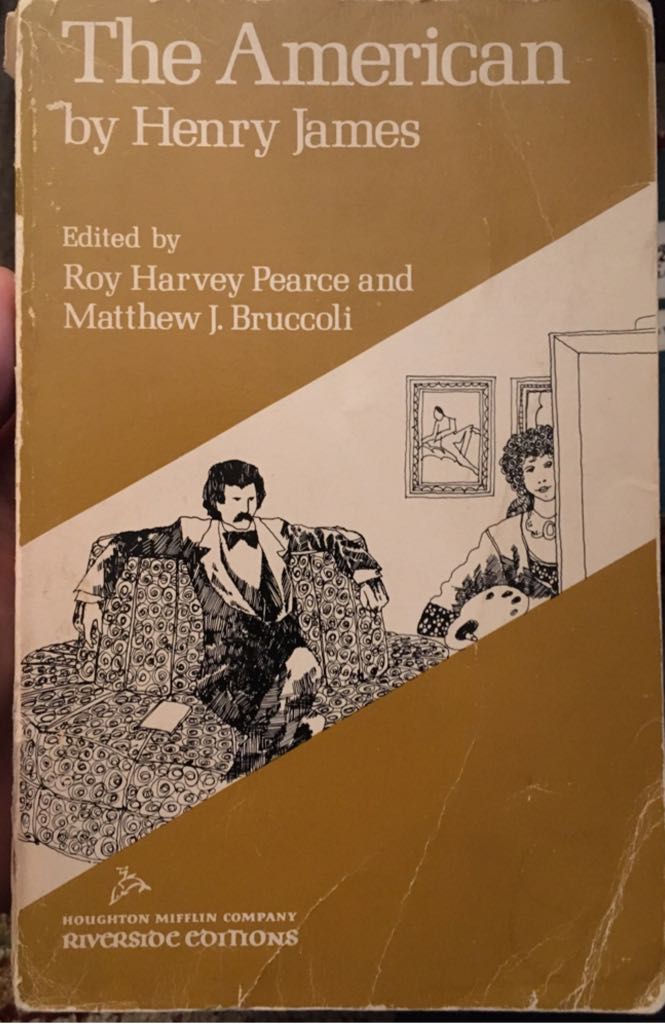 The American
by Henry James
Edited by
Roy Harvey Pearce and
Matthew J. Bruccoli
HOUGHTON MIFFLIN COMPANY
RIVERSIDE EDITIONS